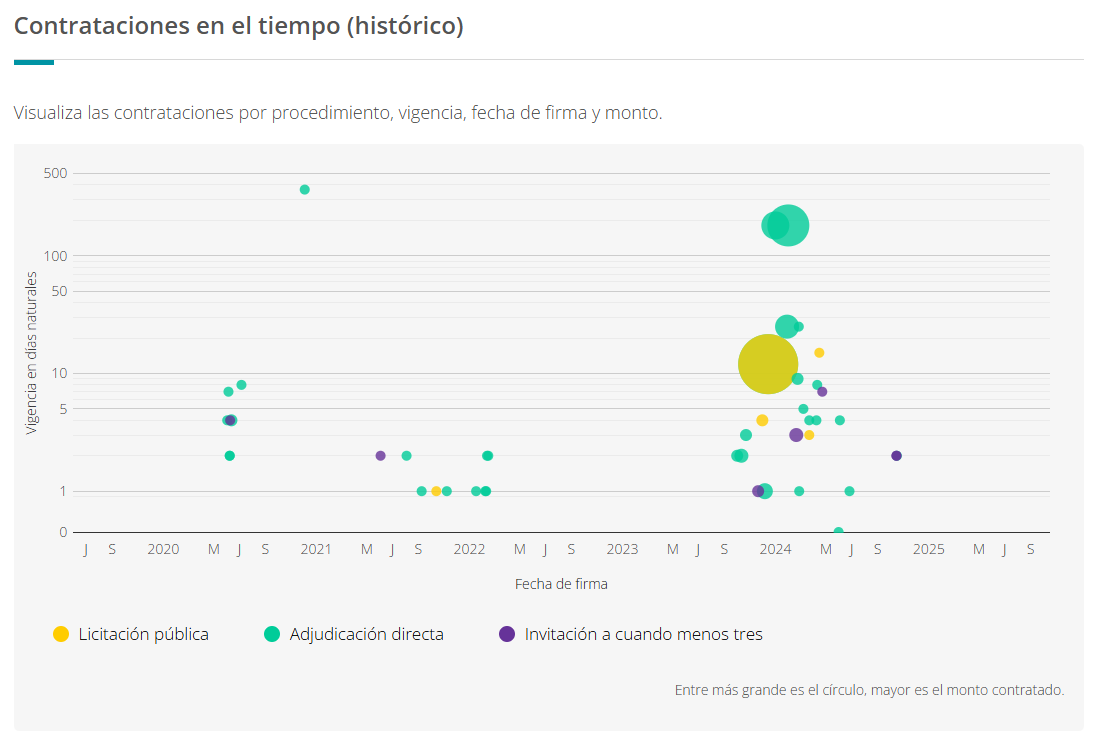 Contrataciones en el tiempo (histórico)
Visualiza las contrataciones por procedimiento, vigencia, fecha de firma y monto.
Vigencia en días naturales
500
100
50
10
5
1
0
J S 2020 M J S 2021 M J S 2022 M J S 2023 M J S 2024 M J S 2025 M J S
Fecha de firma
Licitación pública Adjudicación directa Invitación a cuando menos tres
Entre más grande es el círculo, mayor es el monto contratado.